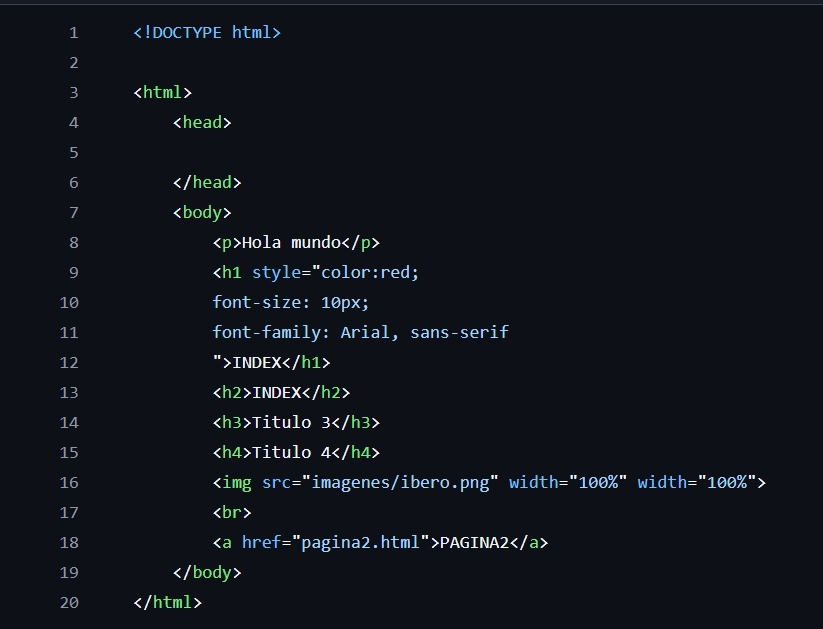 1 <!DOCTYPE html>
2
3 <html>
4 <head>
5
6 </head>
7 <body>
8 <p>Hola mundo</p>
9 <h1 style="color:red;
10 font-size: 10px;
11 font-family: Arial, sans-serif
12 ">INDEX</h1>
13 <h2>INDEX</h2>
14 <h3>Titulo 3</h3>
15 <h4>Titulo 4</h4>
16 <img src="imagenes/ibero.png" width="100%" width="100%">
17 <br>
18 <a href="pagina2.html">PAGINA2</a>
19 </body>
20 </html>